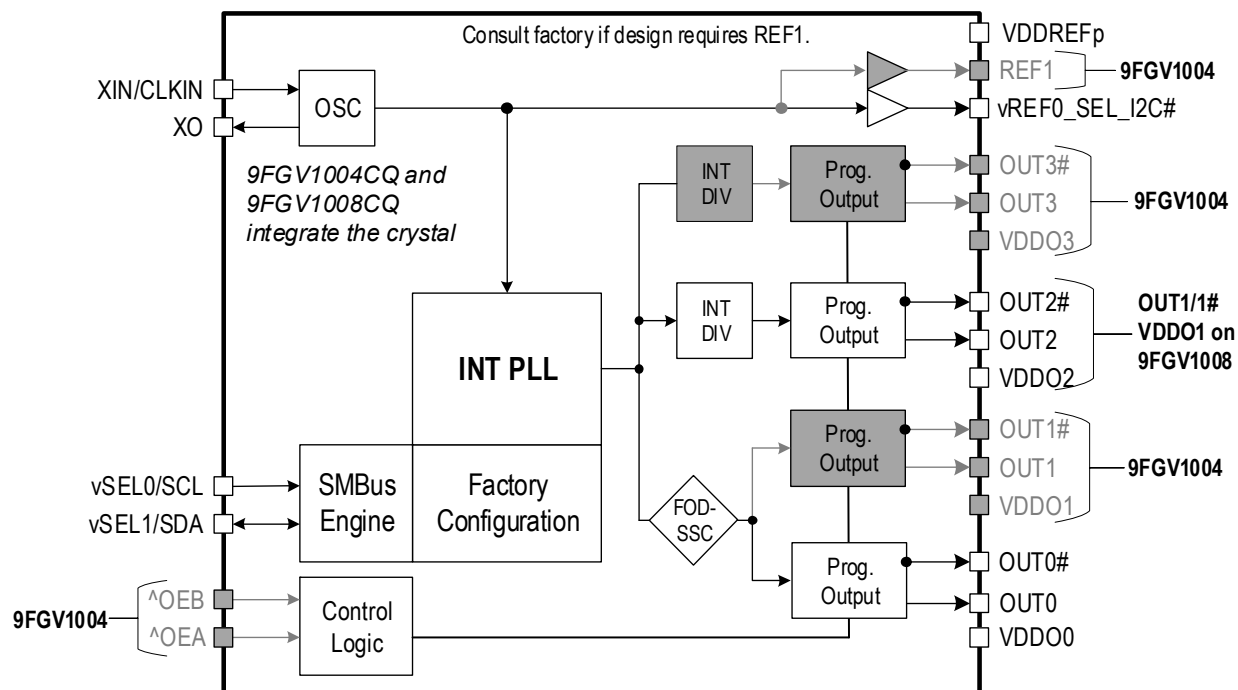 Consult factory if design requires REF1.
VDDREFp
REF1
9FGV1004
XIN/CLKIN
OSC
vREF0_SEL_I2C#
XO
9FGV1004CQ and
9FGV1008CQ
integrate the crystal
INT
DIV
Prog.
Output
OUT3#
OUT3
VDDO3
9FGV1004
INT PLL
INT
DIV
Prog.
Output
OUT2#
OUT2
VDDO2
OUT1/1#
VDDO1 on
9FGV1008
Prog.
Output
OUT1#
OUT1
VDDO1
9FGV1004
vSEL0/SCL
vSEL1/SDA
SMBus
Engine
Factory
Configuration
FOD-
SSC
Prog.
Output
OUT0#
OUT0
VDDO0
9FGV1004
^OEB
^OEA
Control
Logic